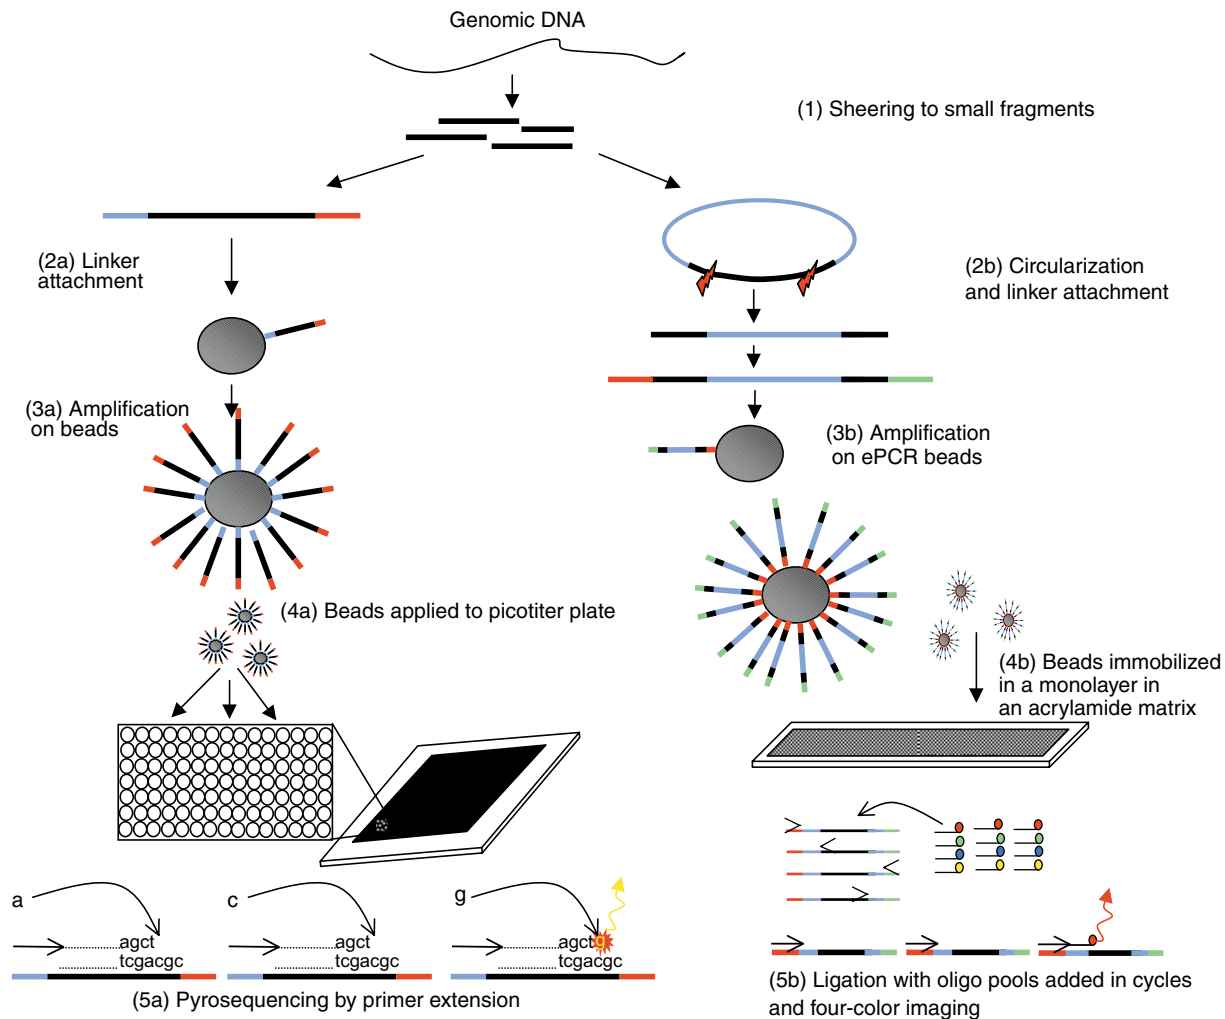 Genomic DNA
(1) Sheering to small fragments
(2a) Linker
attachment
(2b) Circularization
and linker attachment
(3a) Amplification
on beads
(3b) Amplification
on ePCR beads
(4a) Beads applied to picotiter plate
(4b) Beads immobilized
in a monolayer in
an acrylamide matrix
a
agct
tcgacgc
c
agct
tcgacgc
g
agctg
tcgacgc
(5a) Pyrosequencing by primer extension
(5b) Ligation with oligo pools added in cycles
and four-color imaging